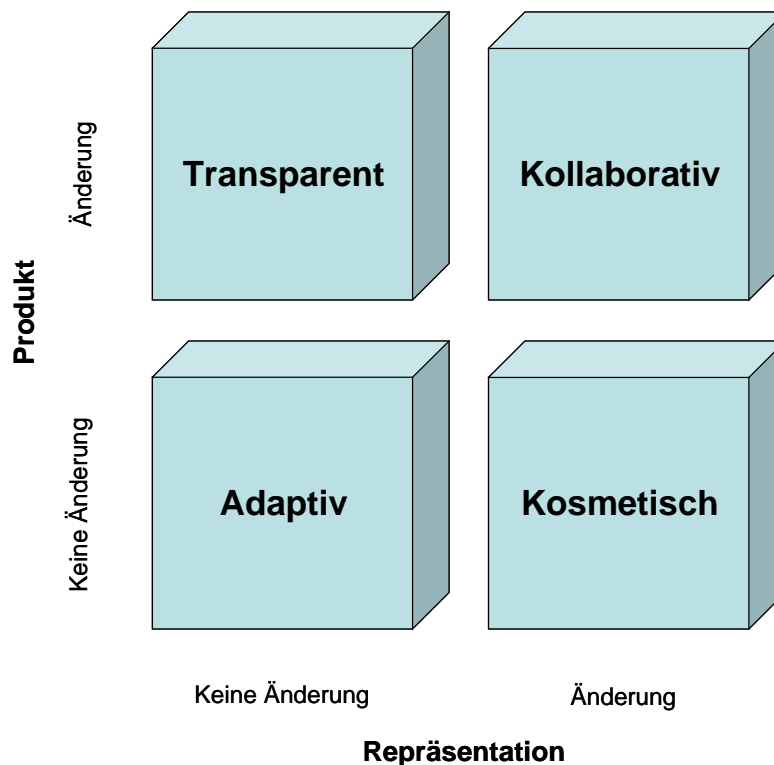 Änderung
Transparent
Kollaborativ
Produkt
Keine Änderung
Adaptiv
Kosmetisch
Keine Änderung
Änderung
Repräsentation